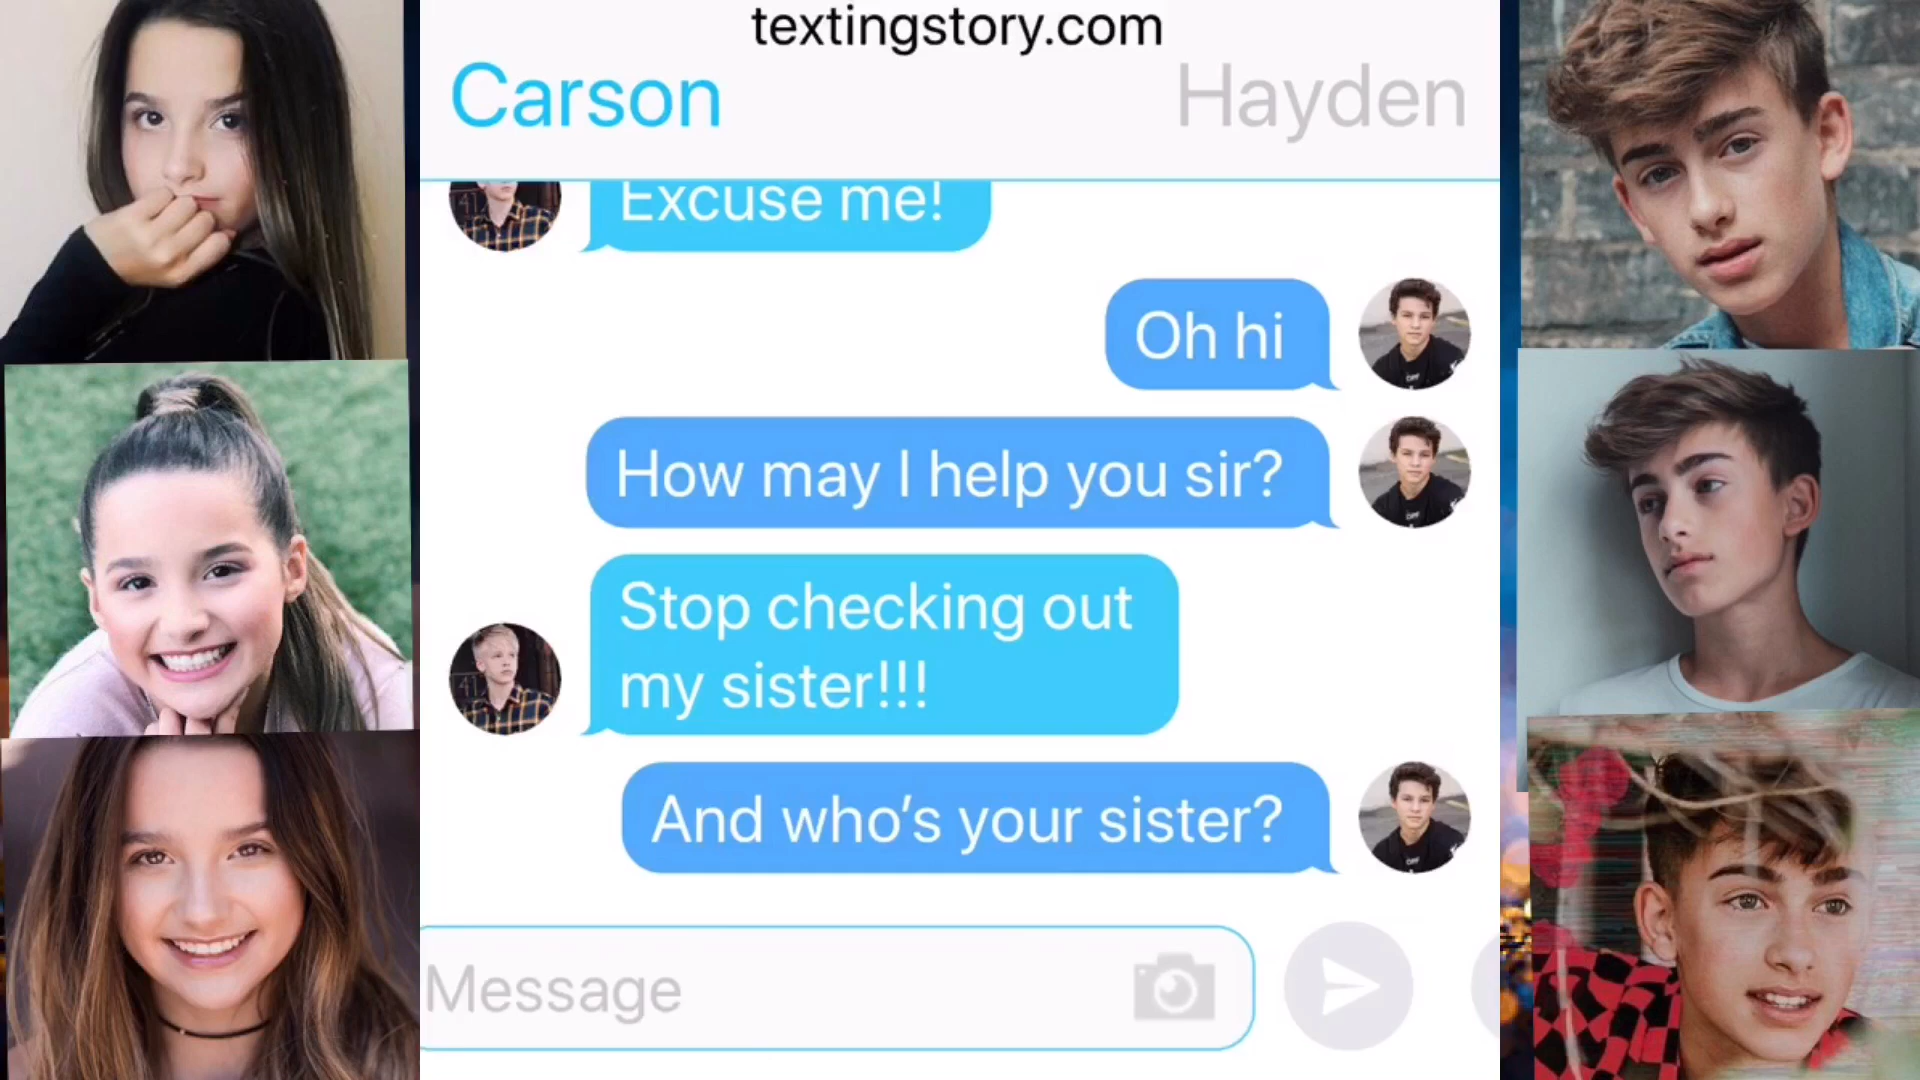 textingstory.com
Carson
Hayden
Excuse me!
Oh hi
How may I help you sir?
Stop checking out
my sister!!!
And who’s your sister?
Message